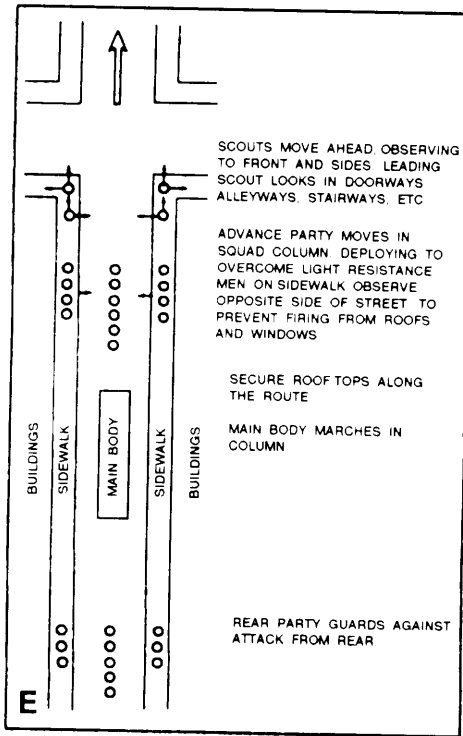 SCOUTS MOVE AHEAD, OBSERVING
TO FRONT AND SIDES. LEADING
SCOUT LOOKS IN DOORWAYS
ALLEYWAYS, STAIRWAYS, ETC
ADVANCE PARTY MOVES IN
SQUAD COLUMN. DEPLOYING TO
OVERCOME LIGHT RESISTANCE
MEN ON SIDEWALK OBSERVE
OPPOSITE SIDE OF STREET TO
PREVENT FIRING FROM ROOFS
AND WINDOWS
SECURE ROOF TOPS ALONG
THE ROUTE
MAIN BODY MARCHES IN
COLUMN
BUILDINGS
SIDEWALK
MAIN BODY
SIDEWALK
BUILDINGS
REAR PARTY GUARDS AGAINST
ATTACK FROM REAR
E